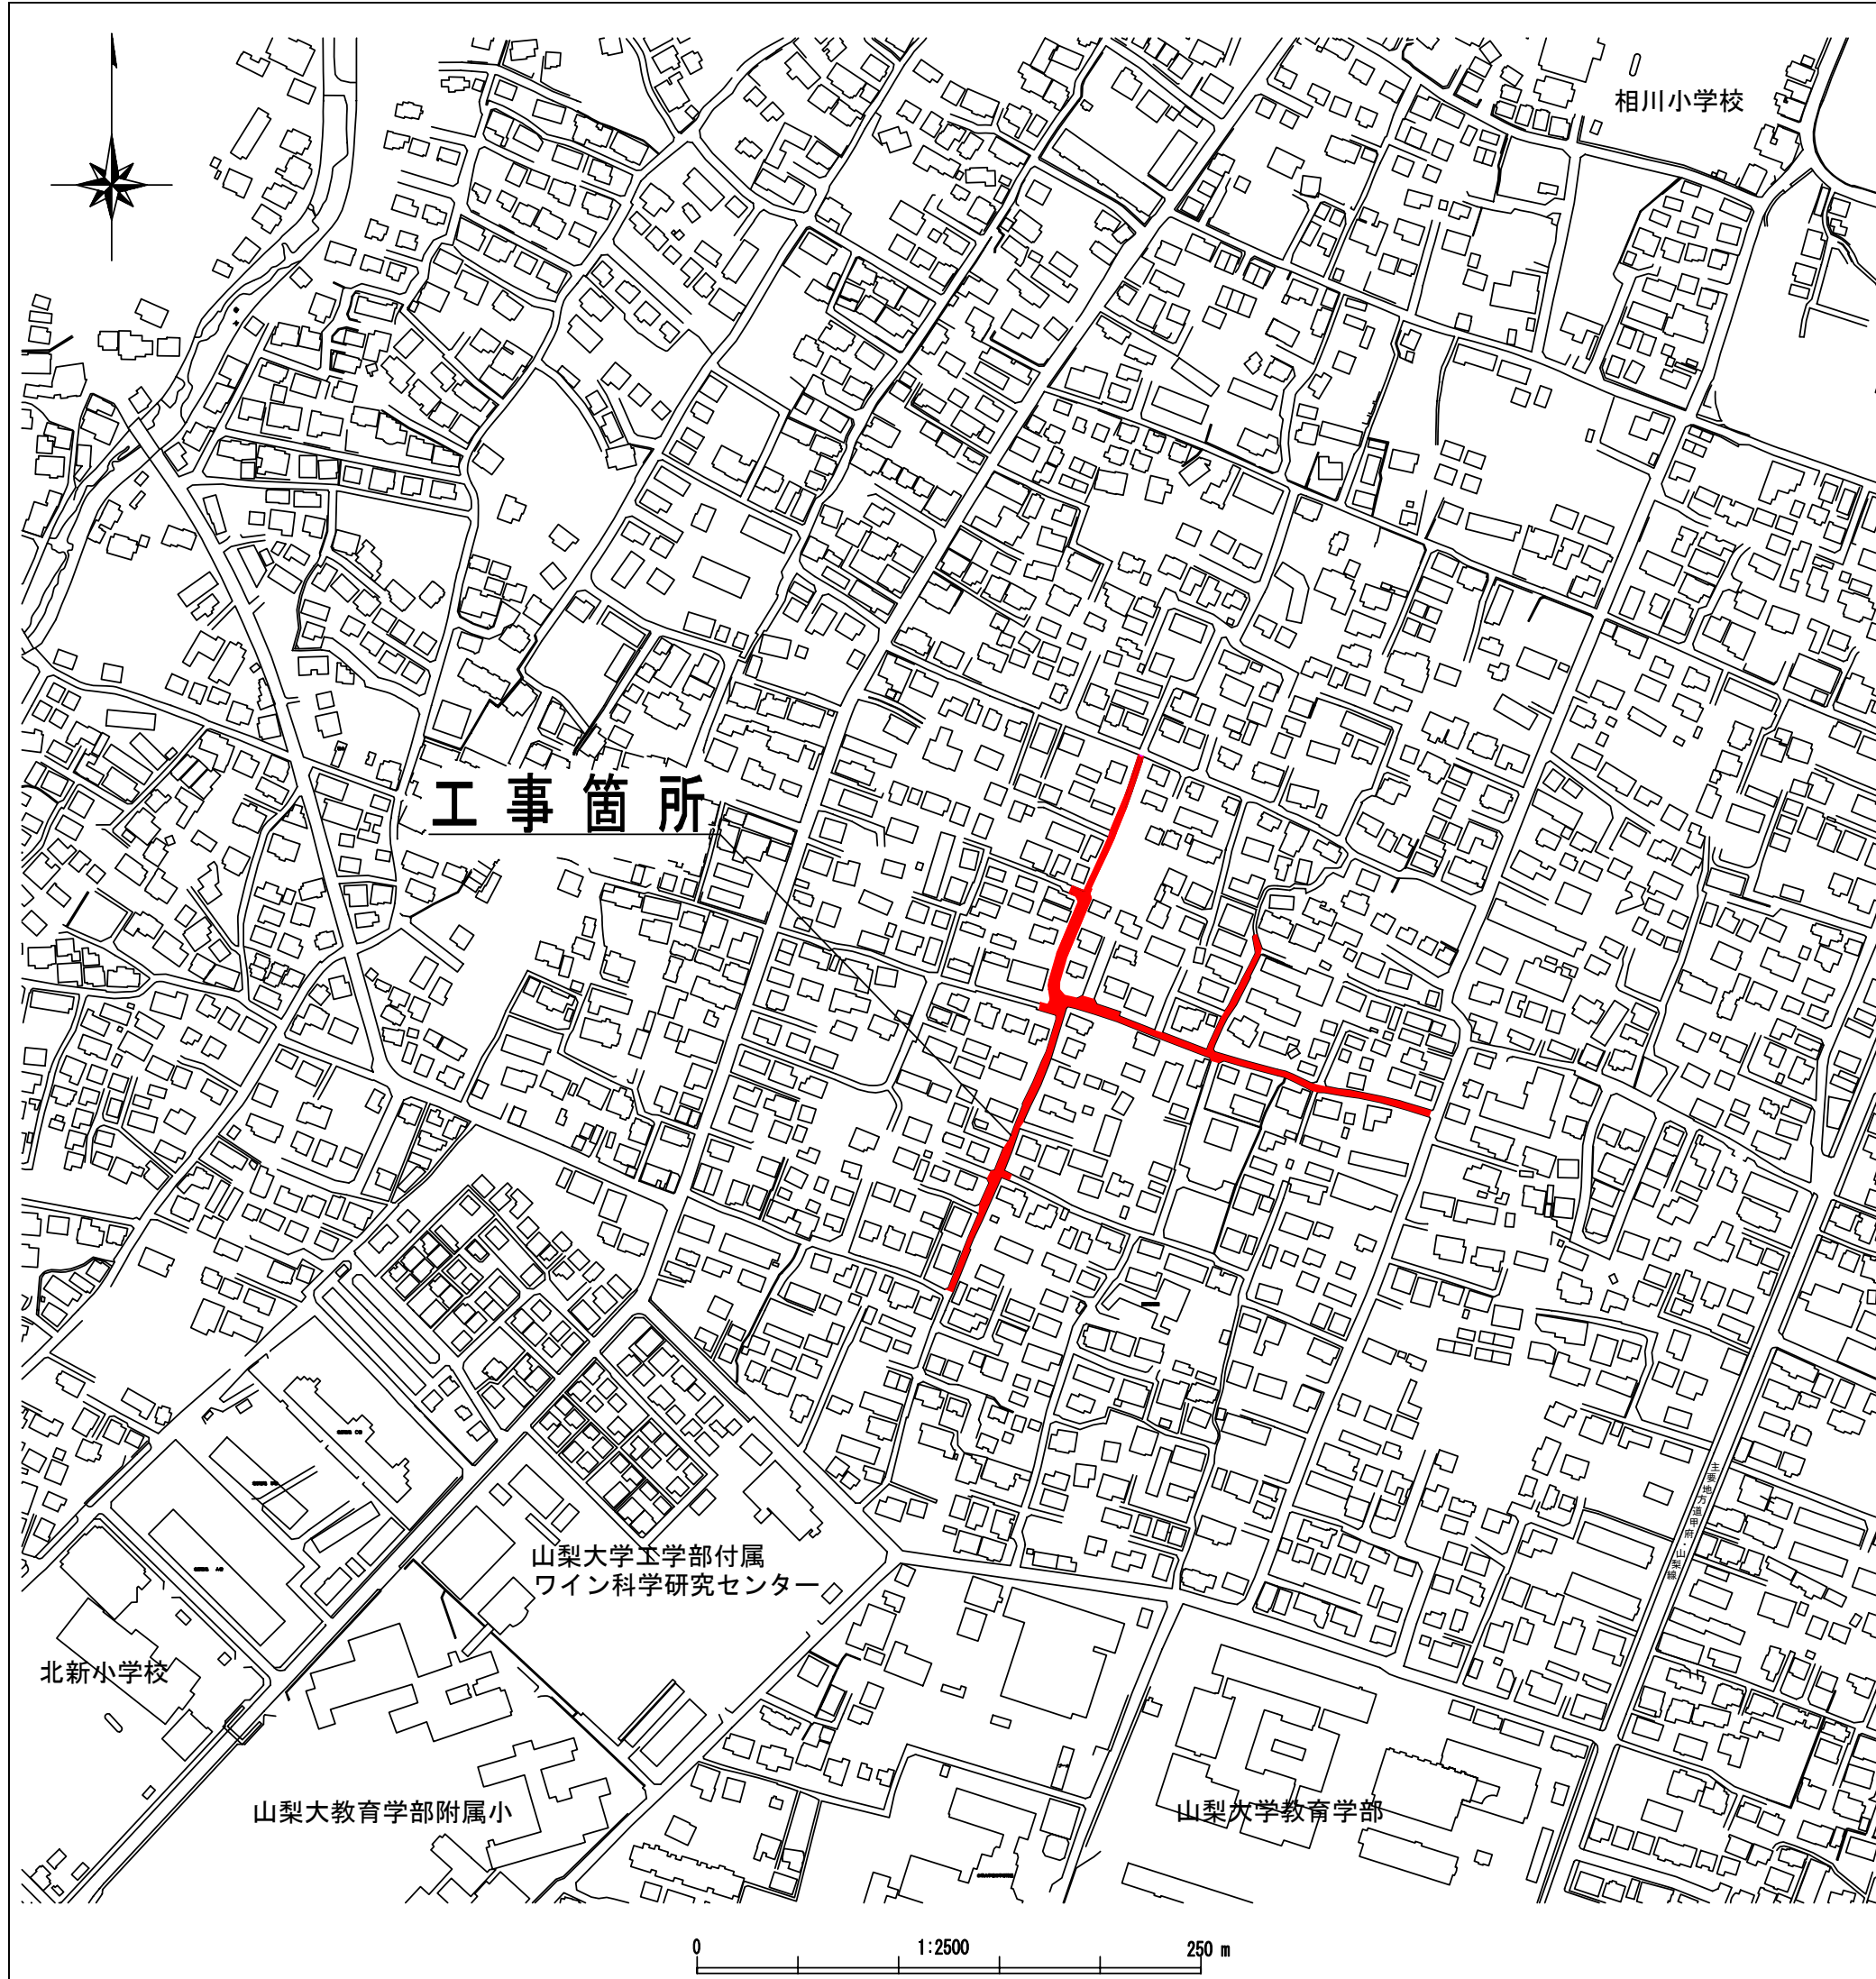 相川小学校
工事箇所
主要地方道甲府・山梨線
山梨大学工学部付属
ワイン科学研究センター
北新小学校
山梨大教育学部附属小
山梨大学教育学部
0 1:2500 250 m